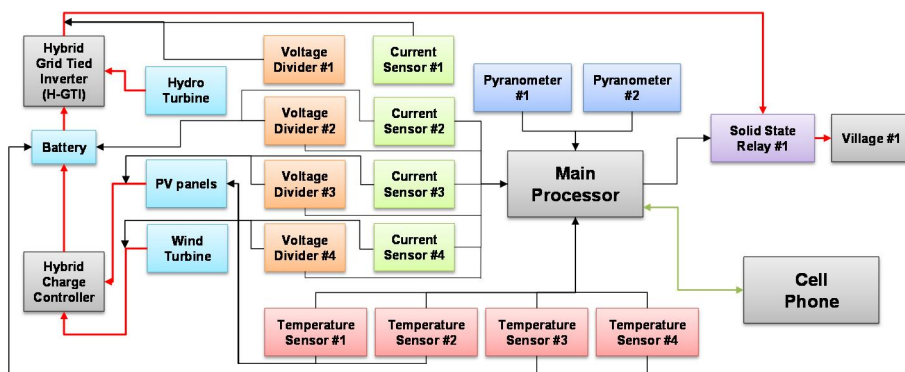 Hybrid
Grid Tied
Inverter
(H-GTI)
Hydro
Turbine
Battery
PV panels
Wind
Turbine
Hybrid
Charge
Controller
Voltage
Divider #1
Current
Sensor #1
Voltage
Divider #2
Current
Sensor #2
Voltage
Divider #3
Current
Sensor #3
Voltage
Divider #4
Current
Sensor #4
Pyranometer
#1
Pyranometer
#2
Main
Processor
Solid State
Relay #1
Village #1
Cell
Phone
Temperature
Sensor #1
Temperature
Sensor #2
Temperature
Sensor #3
Temperature
Sensor #4